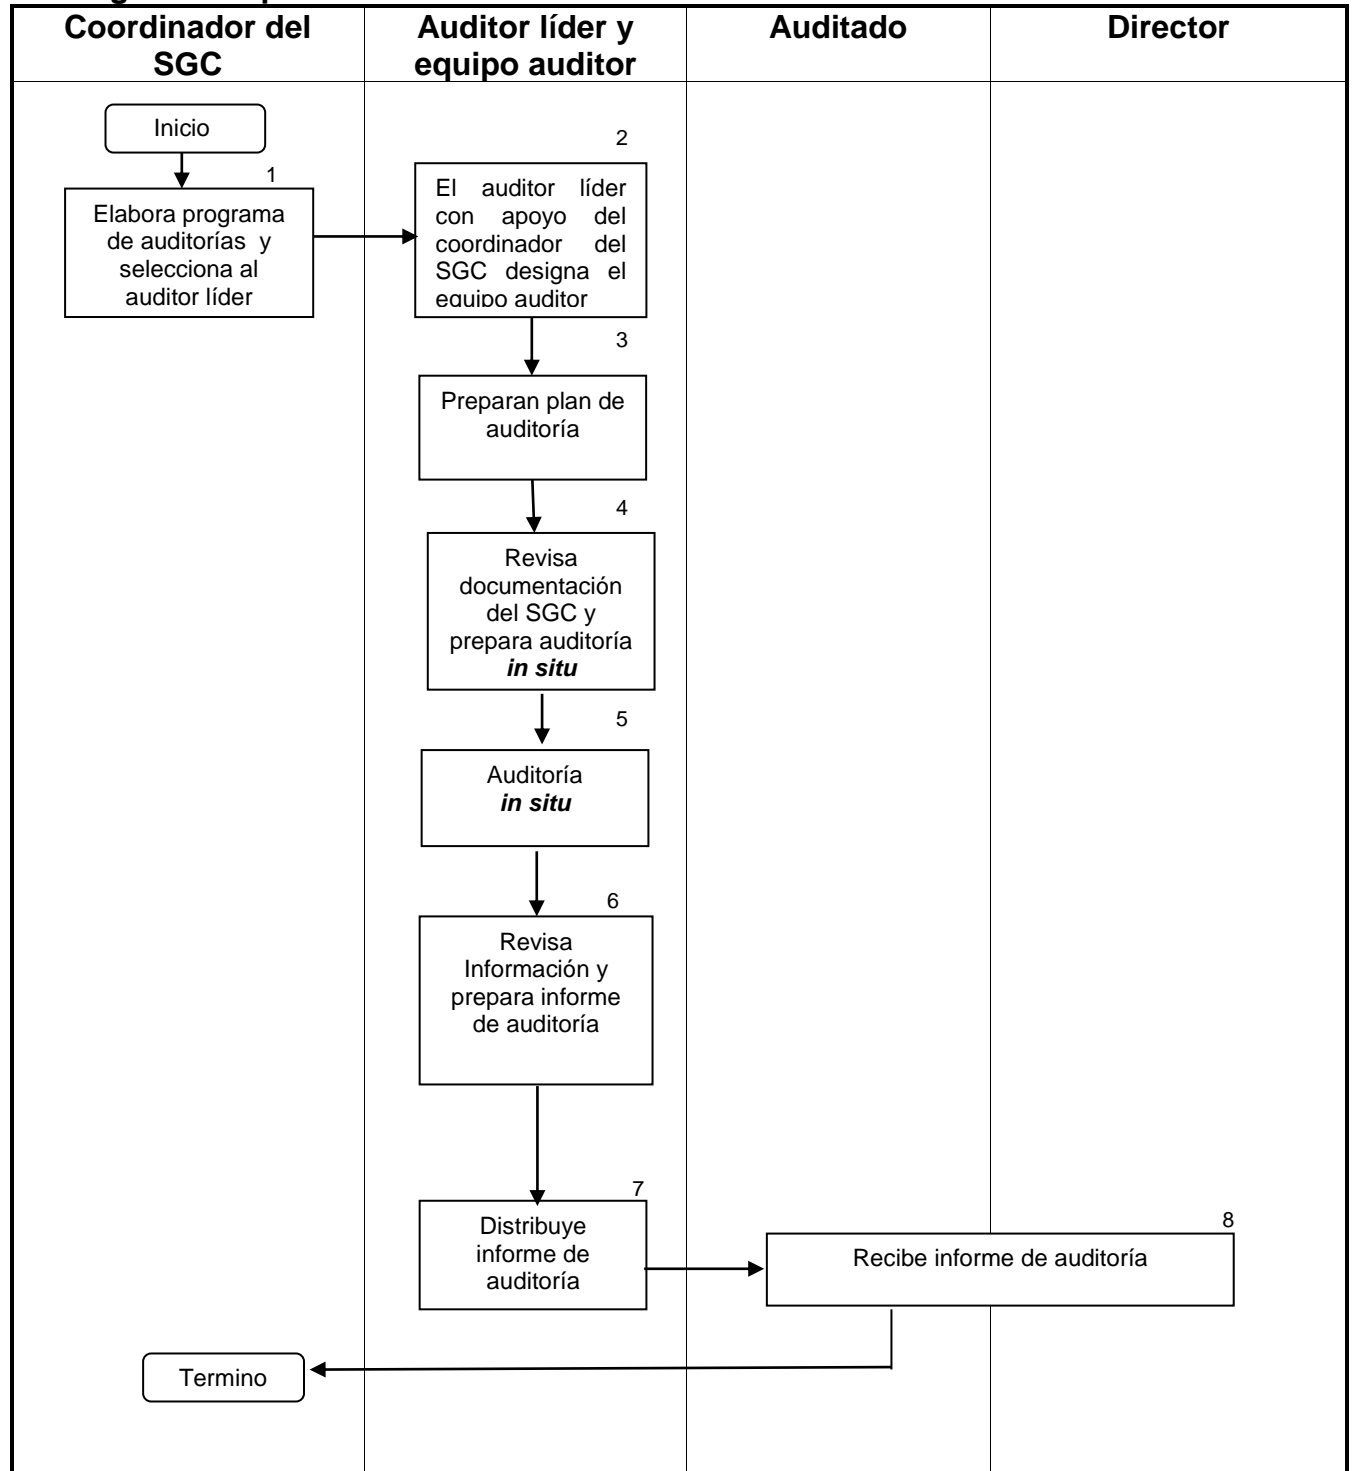 Coordinador del
SGC
Auditor líder y
equipo auditor
Auditado
Director
Inicio
1
Elabora programa
de auditorías y
selecciona al
auditor líder
2
El auditor líder
con apoyo del
coordinador del
SGC designa el
equipo auditor
3
Preparan plan de
auditoría
4
Revisa
documentación
del SGC y
prepara auditoría
in situ
5
Auditoría
in situ
6
Revisa
Información y
prepara informe
de auditoría
7
Distribuye
informe de
auditoría
8
Recibe informe de auditoría
Termino